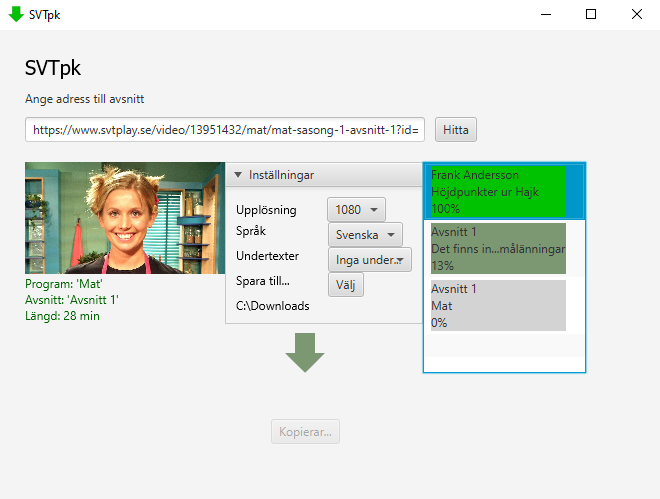 SVTpk
SVTpk
Ange adress till avsnitt
https://www.svtplay.se/video/13951432/mat/mat-sasong-1-avsnitt-1?id=
Hitta
Program: 'Mat'
Avsnitt: 'Avsnitt 1'
Längd: 28 min
Inställningar
Upplösning 1080
Språk Svenska
Undertexter Inga under...
Spara till... Välj
C:\Downloads
Frank Andersson
Höjdpunkter ur Hajk
100%
Avsnitt 1
Det finns in...målänningar
13%
Avsnitt 1
Mat
0%
Kopierar...